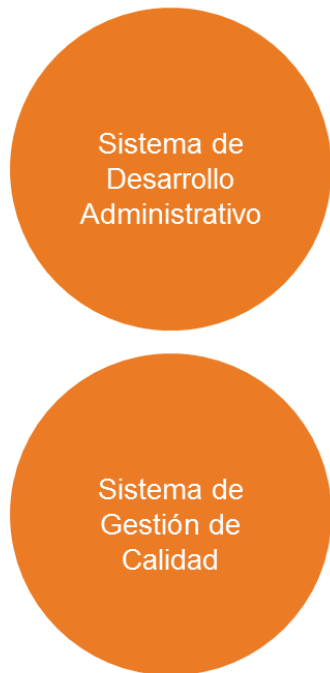 Sistema de
Desarrollo
Administrativo
Sistema de
Gestión de
Calidad